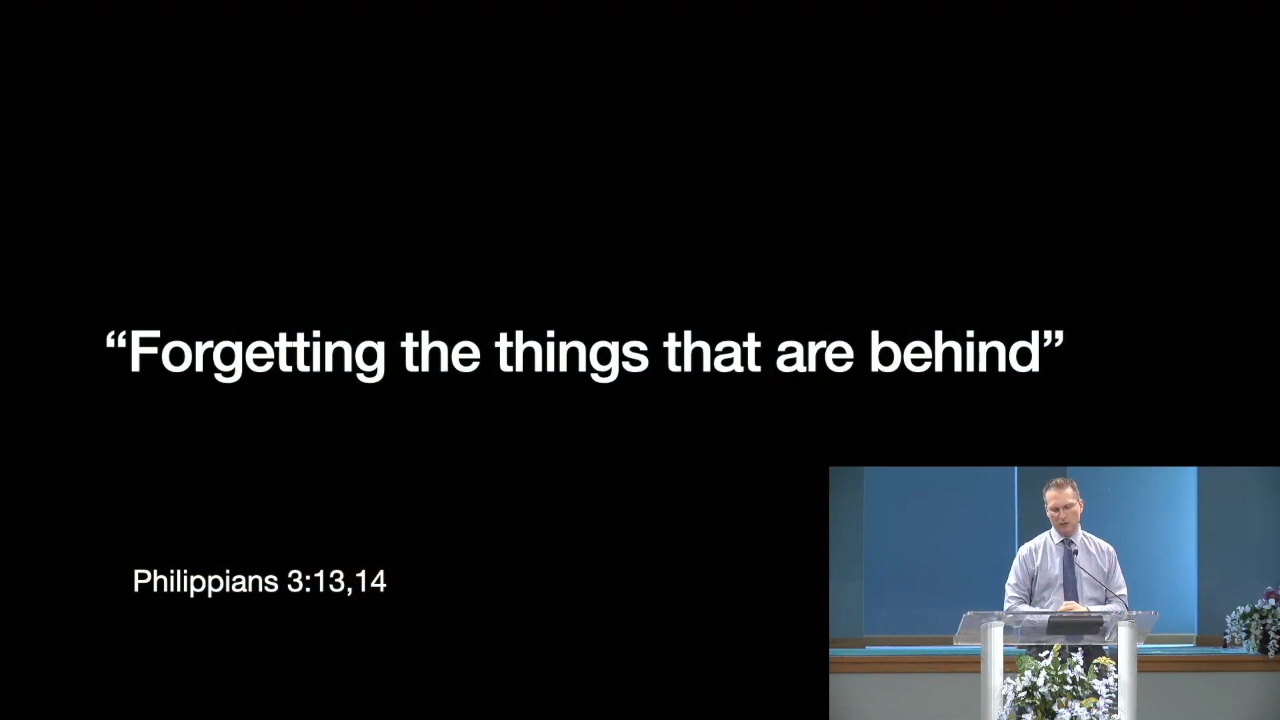 “Forgetting the things that are behind”
Philippians 3:13,14